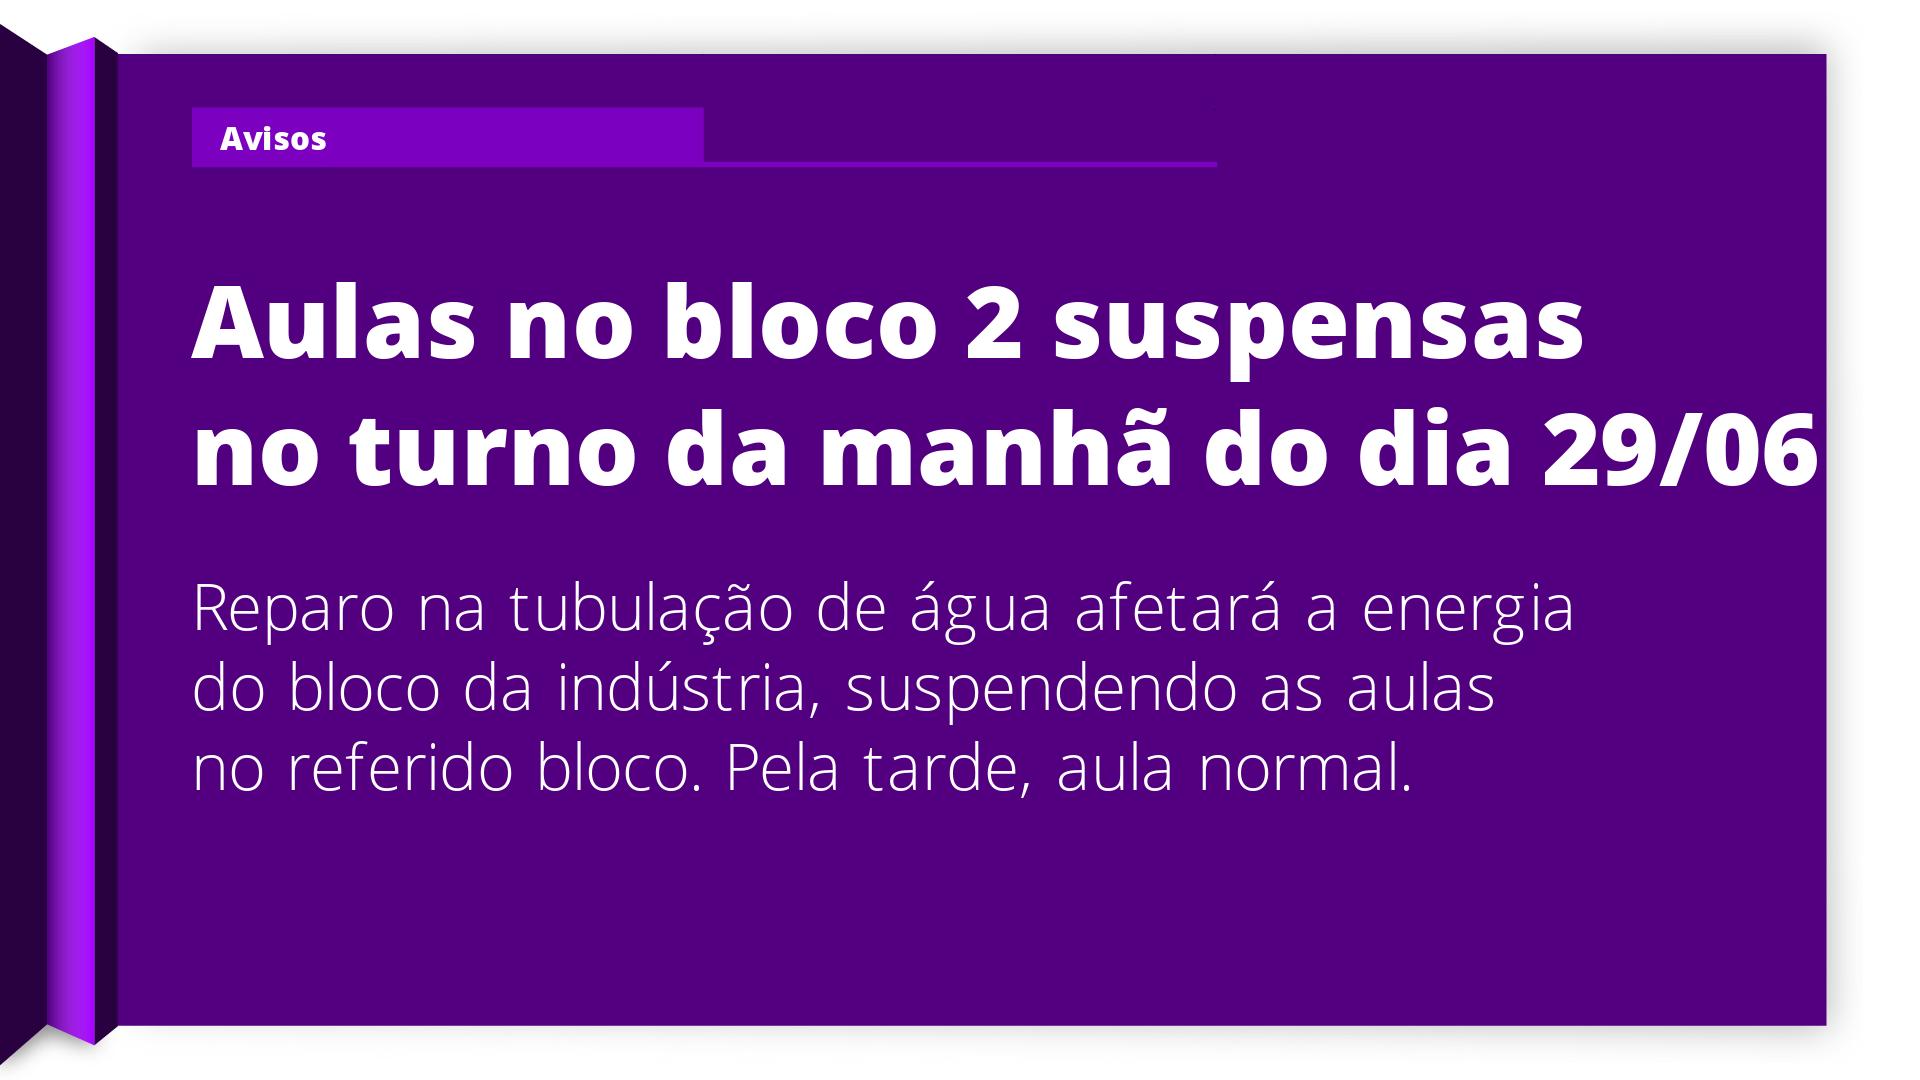 Avisos
Aulas no bloco 2 suspensas
no turno da manhã do dia 29/06
Reparo na tubulação de água afetará a energia
do bloco da indústria, suspendendo as aulas
no referido bloco. Pela tarde, aula normal.